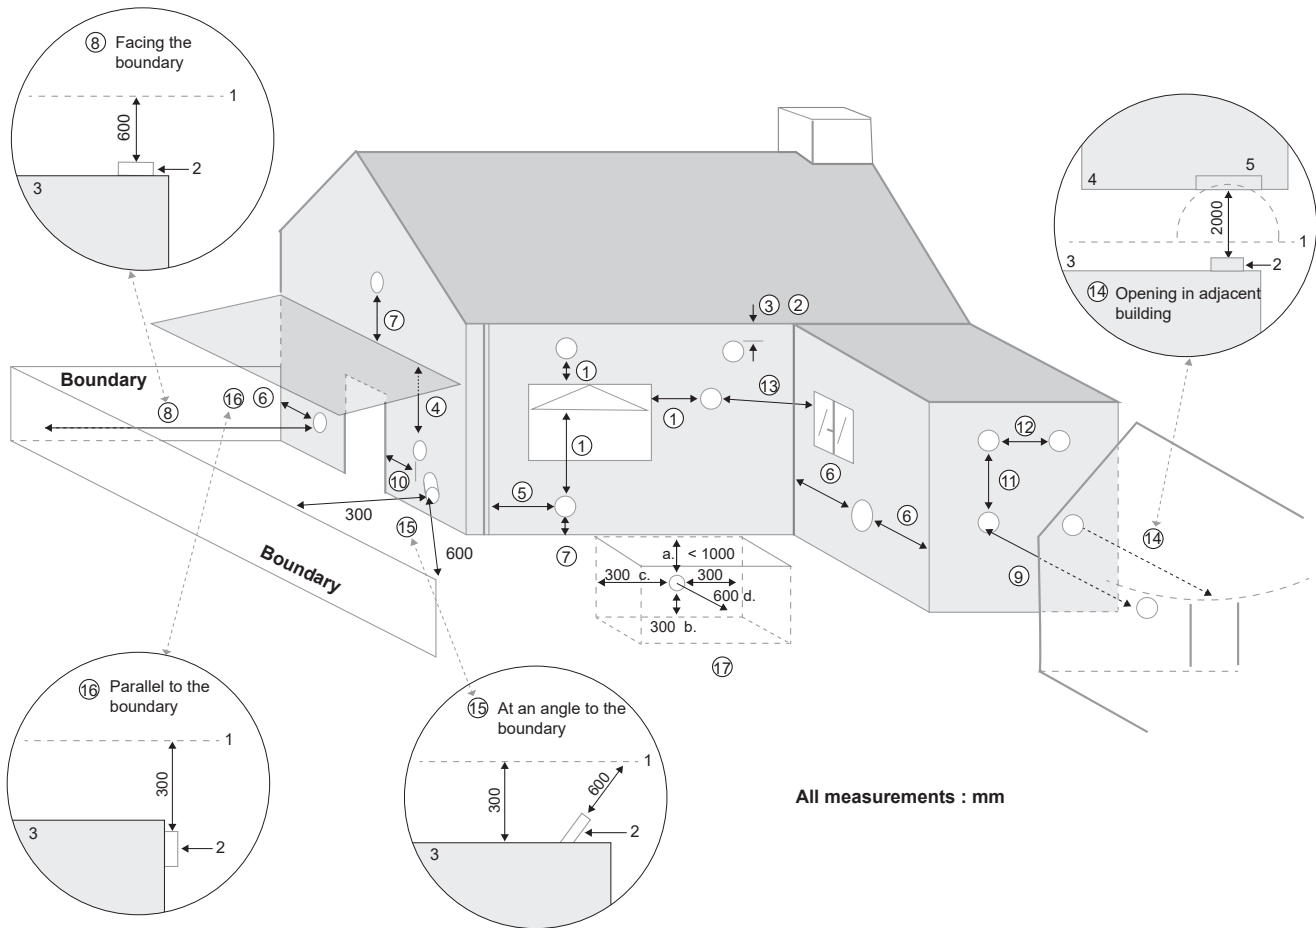 ⑧ Facing the
boundary
1
600
2
3
4
5
2000
1
3
2
⑭ Opening in adjacent
building
⑦
③ ②
Boundary
⑧
⑯ ⑥
④
①
①
⑬
①
⑫
⑪
⑥
⑥
⑩
⑤
300
⑮
600
⑦
a. < 1000
300 c. 300
600 d.
300 b.
⑰
⑨
⑭
Boundary
⑯ Parallel to the
boundary
1
300
3
2
⑮ At an angle to the
boundary
1
300
600
2
3
All measurements : mm